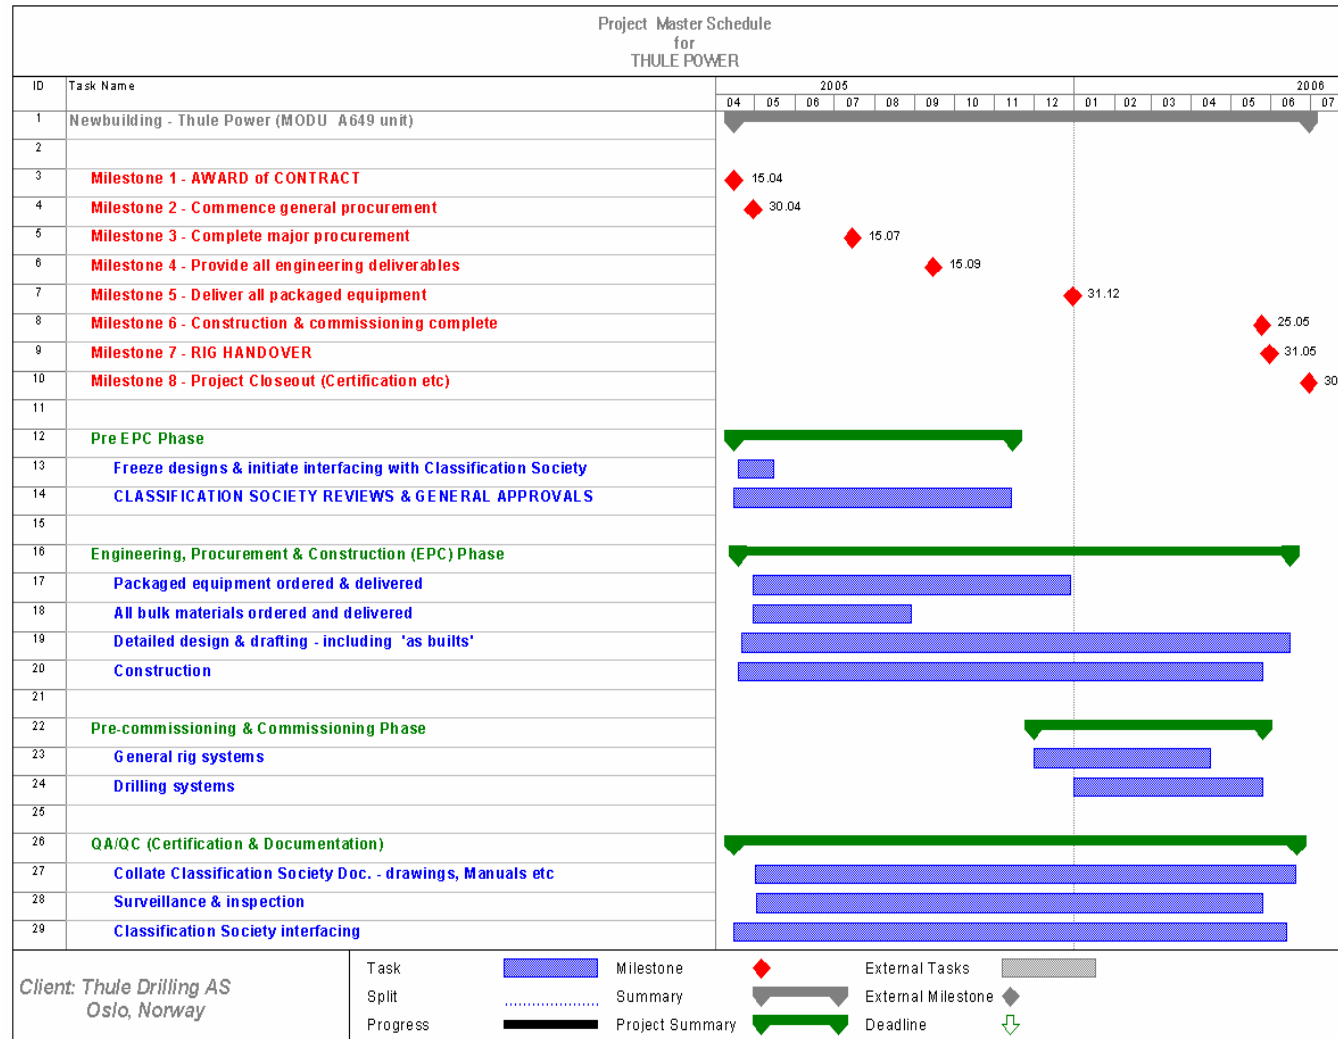 Project Master Schedule
for
THULE POWER
ID Task Name 2005 2006
04 05 06 07 08 09 10 11 12 01 02 03 04 05 06 07
1 Newbuilding - Thule Power (MODU A649 unit)
2
3 Milestone 1 - AWARD of CONTRACT 15.04
4 Milestone 2 - Commence general procurement 30.04
5 Milestone 3 - Complete major procurement 15.07
6 Milestone 4 - Provide all engineering deliverables 15.09
7 Milestone 5 - Deliver all packaged equipment 31.12
8 Milestone 6 - Construction & commissioning complete 25.05
9 Milestone 7 - RIG HANDOVER 31.05
10 Milestone 8 - Project Closeout (Certification etc) 30
11
12 Pre EPC Phase
13 Freeze designs & initiate interfacing with Classification Society
14 CLASSIFICATION SOCIETY REVIEWS & GENERAL APPROVALS
15
16 Engineering, Procurement & Construction (EPC) Phase
17 Packaged equipment ordered & delivered
18 All bulk materials ordered and delivered
19 Detailed design & drafting - including 'as builts'
20 Construction
21
22 Pre-commissioning & Commissioning Phase
23 General rig systems
24 Drilling systems
25
26 QA/QC (Certification & Documentation)
27 Collate Classification Society Doc. - drawings, Manuals etc
28 Surveillance & inspection
29 Classification Society interfacing
Client: Thule Drilling AS
Oslo, Norway
Task Milestone External Tasks
Split Summary External Milestone
Progress Project Summary Deadline